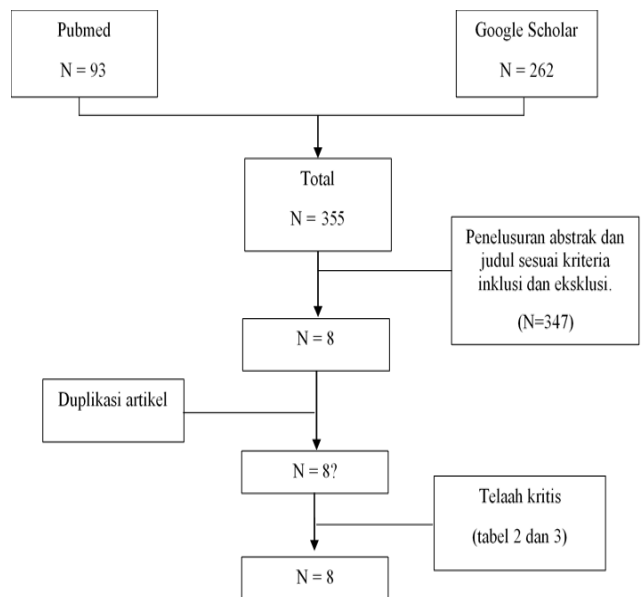 Pubmed
N = 93
Google Scholar
N = 262
Total
N = 355
Penelusuran abstrak dan
judul sesuai kriteria
inklusi dan eksklusi.
(N=347)
N = 8
Duplikasi artikel
N = 8?
Telaah kritis
(tabel 2 dan 3)
N = 8